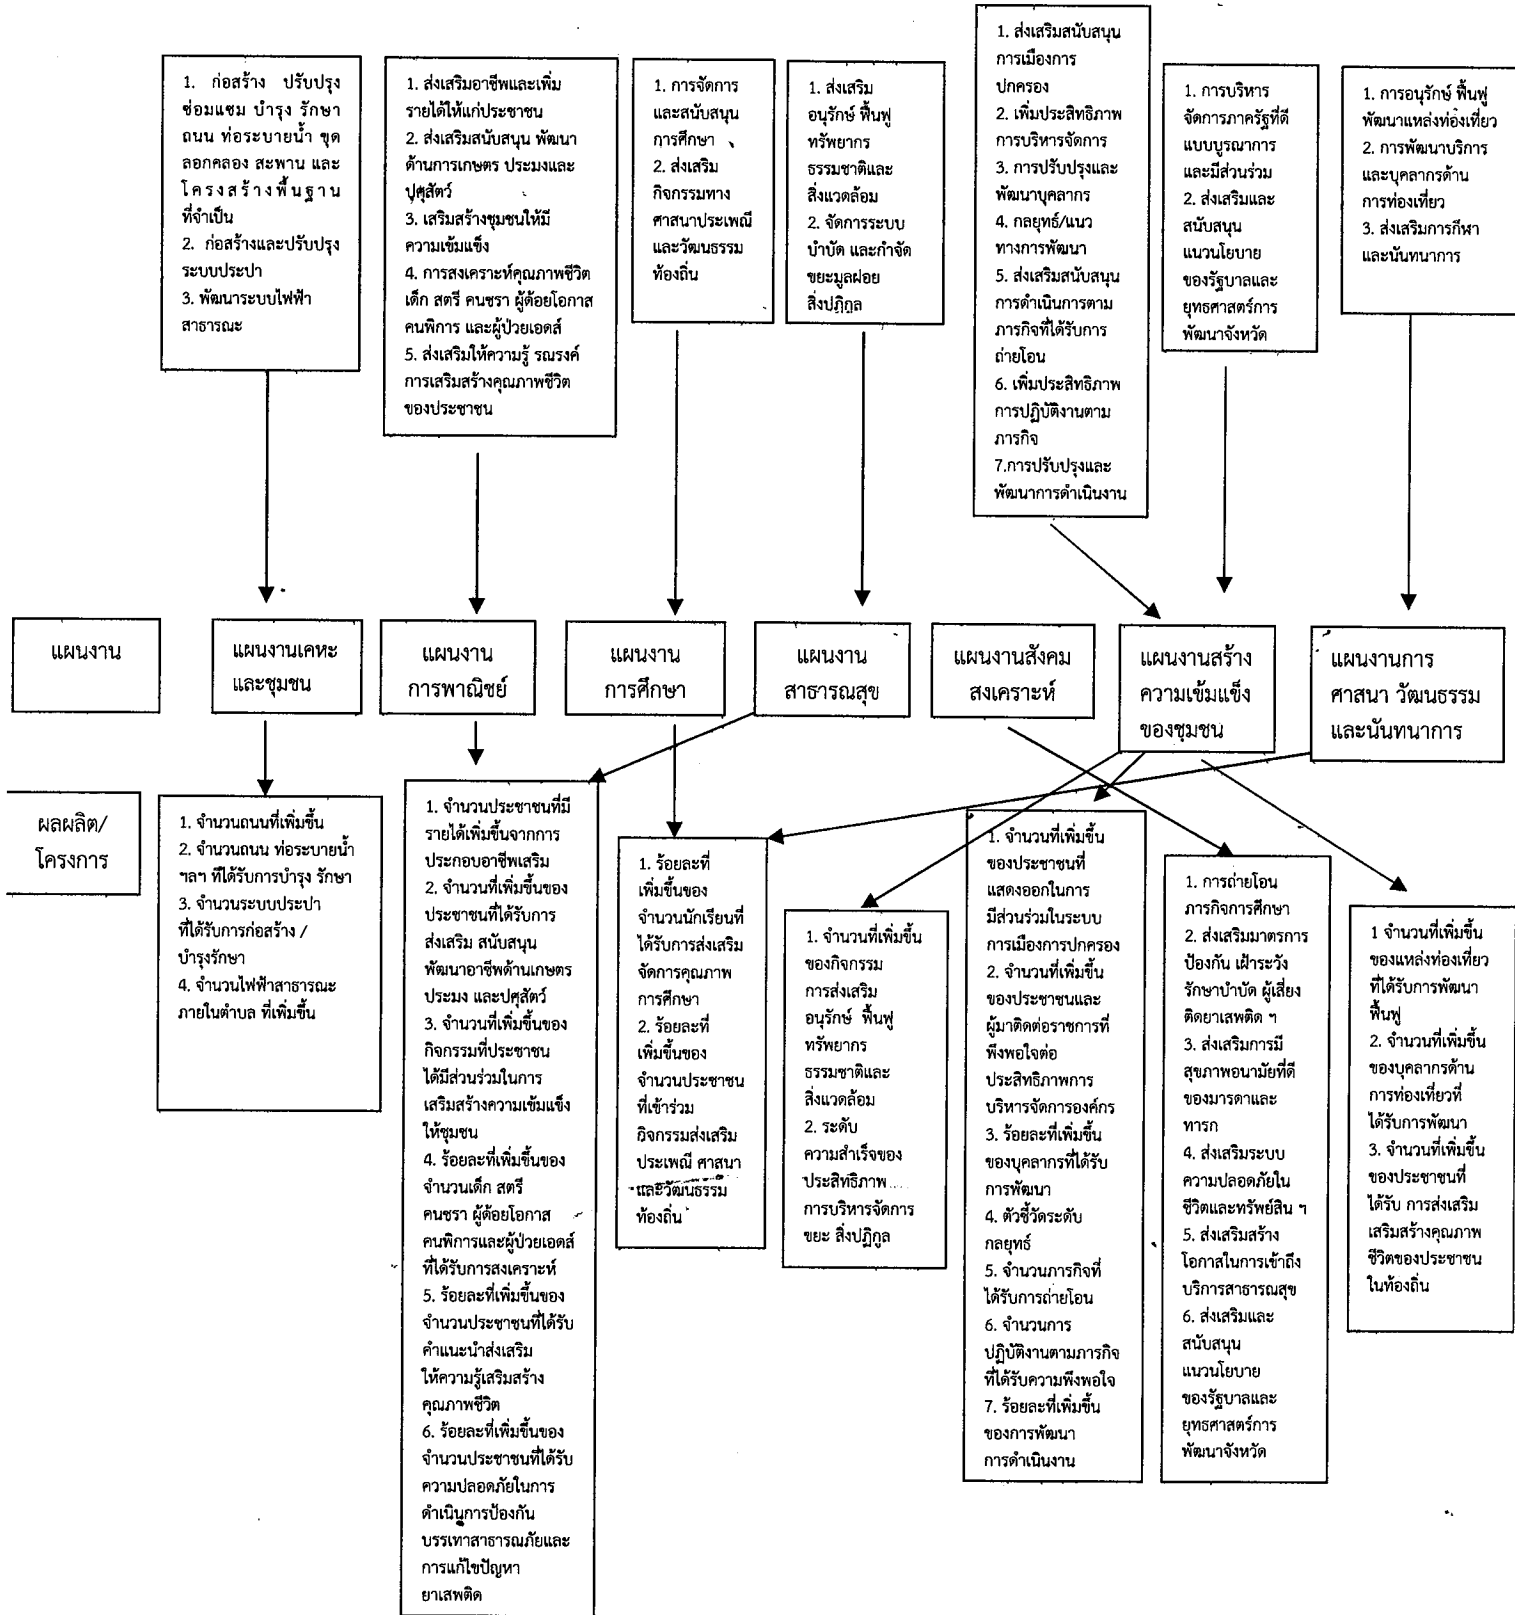 1. ก่อสร้าง ปรับปรุง
ซ่อมแซม บำรุง รักษา
ถนน ท่อระบายน้ำ ขุด
ลอกคลอง สะพาน และ
โครงสร้างพื้นฐาน
ที่จำเป็น
2. ก่อสร้างและปรับปรุง
ระบบประปา
3. พัฒนาระบบไฟฟ้า
สาธารณะ
1. ส่งเสริมอาชีพและเพิ่ม
รายได้ให้แก่ประชาชน
2. ส่งเสริมสนับสนุน พัฒนา
ด้านการเกษตร ประมงและ
ปศุสัตว์
3. เสริมสร้างชุมชนให้มี
ความเข้มแข็ง
4. การสงเคราะห์คุณภาพชีวิต
เด็ก สตรี คนชรา ผู้ด้อยโอกาส
คนพิการ และผู้ป่วยเอดส์
5. ส่งเสริมให้ความรู้ รณรงค์
การเสริมสร้างคุณภาพชีวิต
ของประชาชน
1. การจัดการ
และสนับสนุน
การศึกษา
2. ส่งเสริม
กิจกรรมทาง
ศาสนาประเพณี
และวัฒนธรรม
ท้องถิ่น
1. ส่งเสริม
อนุรักษ์ ฟื้นฟู
ทรัพยากร
ธรรมชาติและ
สิ่งแวดล้อม
2. จัดการระบบ
บำบัด และกำจัด
ขยะมูลฝอย
สิ่งปฏิกูล
1. ส่งเสริมสนับสนุน
การเมืองการ
ปกครอง
2. เพิ่มประสิทธิภาพ
การบริหารจัดการ
3. การปรับปรุงและ
พัฒนาบุคลากร
4. กลยุทธ์/แนว
ทางการพัฒนา
5. ส่งเสริมสนับสนุน
การดำเนินการตาม
ภารกิจที่ได้รับการ
ถ่ายโอน
6. เพิ่มประสิทธิภาพ
การปฏิบัติงานตาม
ภารกิจ
7.การปรับปรุงและ
พัฒนาการดำเนินงาน
1. การบริหาร
จัดการภาครัฐที่ดี
แบบบูรณาการ
และมีส่วนร่วม
2. ส่งเสริมและ
สนับสนุน
แนวนโยบาย
ของรัฐบาลและ
ยุทธศาสตร์การ
พัฒนาจังหวัด
1. การอนุรักษ์ ฟื้นฟู
พัฒนาแหล่งท่องเที่ยว
2. การพัฒนาบริการ
และบุคลากรด้าน
การท่องเที่ยว
3. ส่งเสริมการกีฬา
และนันทนาการ
แผนงาน
แผนงานเคหะ
และชุมชน
แผนงาน
การพาณิชย์
แผนงาน
การศึกษา
แผนงาน
สาธารณสุข
แผนงานสังคม
สงเคราะห์
แผนงานสร้าง
ความเข้มแข็ง
ของชุมชน
แผนงานการ
ศาสนา วัฒนธรรม
และนันทนาการ
ผลผลิต/
โครงการ
1. จำนวนถนนที่เพิ่มขึ้น
2. จำนวนถนน ท่อระบายน้ำ
ฯลฯ ที่ได้รับการบำรุง รักษา
3. จำนวนระบบประปา
ที่ได้รับการก่อสร้าง /
บำรุงรักษา
4. จำนวนไฟฟ้าสาธารณะ
ภายในตำบล ที่เพิ่มขึ้น
1. จำนวนประชาชนที่มี
รายได้เพิ่มขึ้นจากการ
ประกอบอาชีพเสริม
2. จำนวนที่เพิ่มขึ้นของ
ประชาชนที่ได้รับการ
ส่งเสริม สนับสนุน
พัฒนาอาชีพด้านเกษตร
ประมง และปศุสัตว์
3. จำนวนที่เพิ่มขึ้นของ
กิจกรรมที่ประชาชน
ได้มีส่วนร่วมในการ
เสริมสร้างความเข้มแข็ง
ให้ชุมชน
4. ร้อยละที่เพิ่มขึ้นของ
จำนวนเด็ก สตรี
คนชรา ผู้ด้อยโอกาส
คนพิการและผู้ป่วยเอดส์
ที่ได้รับการสงเคราะห์
5. ร้อยละที่เพิ่มขึ้นของ
จำนวนประชาชนที่ได้รับ
คำแนะนำส่งเสริม
ให้ความรู้เสริมสร้าง
คุณภาพชีวิต
6. ร้อยละที่เพิ่มขึ้นของ
จำนวนประชาชนที่ได้รับ
ความปลอดภัยในการ
ดำเนินการป้องกัน
บรรเทาสาธารณภัยและ
การแก้ไขปัญหา
ยาเสพติด
1. ร้อยละที่
เพิ่มขึ้นของ
จำนวนนักเรียนที่
ได้รับการส่งเสริม
จัดการคุณภาพ
การศึกษา
2. ร้อยละที่
เพิ่มขึ้นของ
จำนวนประชาชน
ที่เข้าร่วม
กิจกรรมส่งเสริม
ประเพณี ศาสนา
และวัฒนธรรม
ท้องถิ่น
1. จำนวนที่เพิ่มขึ้น
ของกิจกรรม
การส่งเสริม
อนุรักษ์ ฟื้นฟู
ทรัพยากร
ธรรมชาติและ
สิ่งแวดล้อม
2. ระดับ
ความสำเร็จของ
ประสิทธิภาพ
การบริหารจัดการ
ขยะ สิ่งปฏิกูล
1. จำนวนที่เพิ่มขึ้น
ของประชาชนที่
แสดงออกในการ
มีส่วนร่วมในระบบ
การเมืองการปกครอง
2. จำนวนที่เพิ่มขึ้น
ของประชาชนและ
ผู้มาติดต่อราชการที่
พึงพอใจต่อ
ประสิทธิภาพการ
บริหารจัดการองค์กร
3. ร้อยละที่เพิ่มขึ้น
ของบุคลากรที่ได้รับ
การพัฒนา
4. ตัวชี้วัดระดับ
กลยุทธ์
5. จำนวนภารกิจที่
ได้รับการถ่ายโอน
6. จำนวนการ
ปฏิบัติงานตามภารกิจ
ที่ได้รับความพึงพอใจ
7. ร้อยละที่เพิ่มขึ้น
ของการพัฒนา
การดำเนินงาน
1. การถ่ายโอน
ภารกิจการศึกษา
2. ส่งเสริมมาตรการ
ป้องกัน เฝ้าระวัง
รักษาบำบัด ผู้เสี่ยง
ติดยาเสพติด ฯ
3. ส่งเสริมการมี
สุขภาพอนามัยที่ดี
ของมารดาและ
ทารก
4. ส่งเสริมระบบ
ความปลอดภัยใน
ชีวิตและทรัพย์สิน ฯ
5. ส่งเสริมสร้าง
โอกาสในการเข้าถึง
บริการสาธารณสุข
6. ส่งเสริมและ
สนับสนุน
แนวนโยบาย
ของรัฐบาลและ
ยุทธศาสตร์การ
พัฒนาจังหวัด
1 จำนวนที่เพิ่มขึ้น
ของแหล่งท่องเที่ยว
ที่ได้รับการพัฒนา
ฟื้นฟู
2. จำนวนที่เพิ่มขึ้น
ของบุคลากรด้าน
การท่องเที่ยวที่
ได้รับการพัฒนา
3. จำนวนที่เพิ่มขึ้น
ของประชาชนที่
ได้รับ การส่งเสริม
เสริมสร้างคุณภาพ
ชีวิตของประชาชน
ในท้องถิ่น